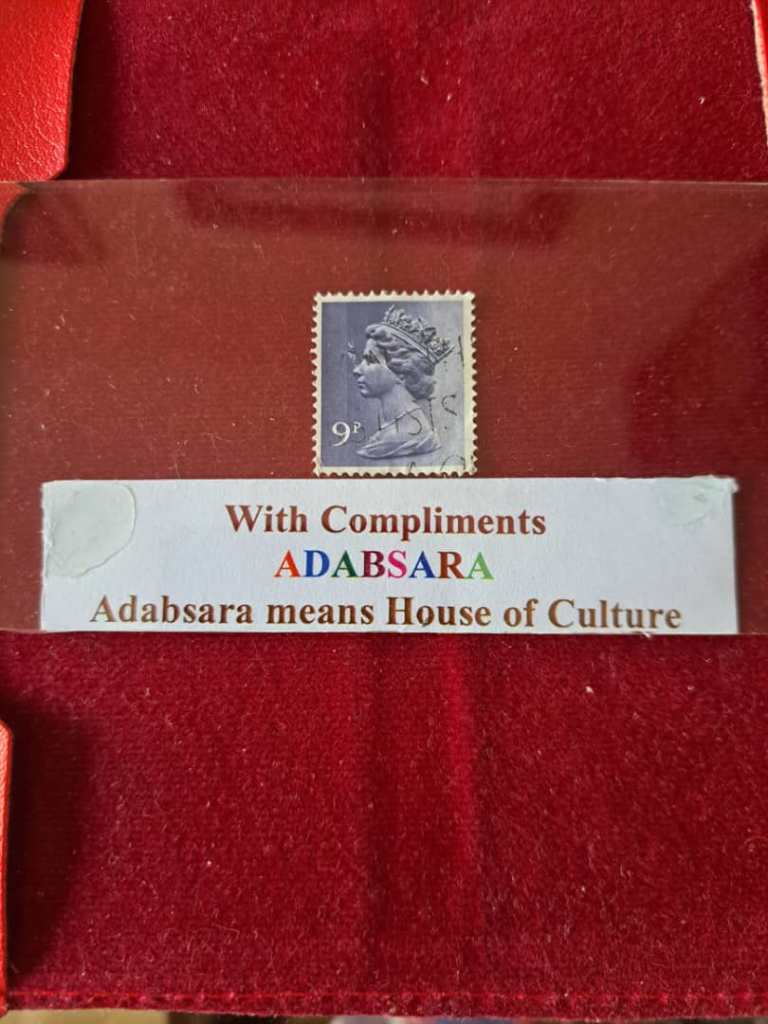 9P
With Compliments
ADABSARA
Adabsara means House of Culture